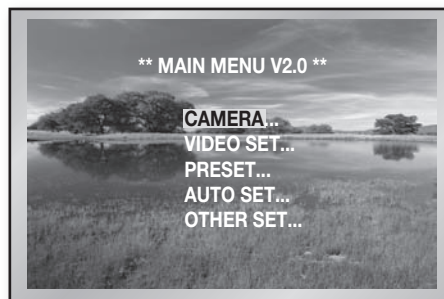 ** MAIN MENU V2.0 **
CAMERA...
VIDEO SET...
PRESET...
AUTO SET...
OTHER SET...